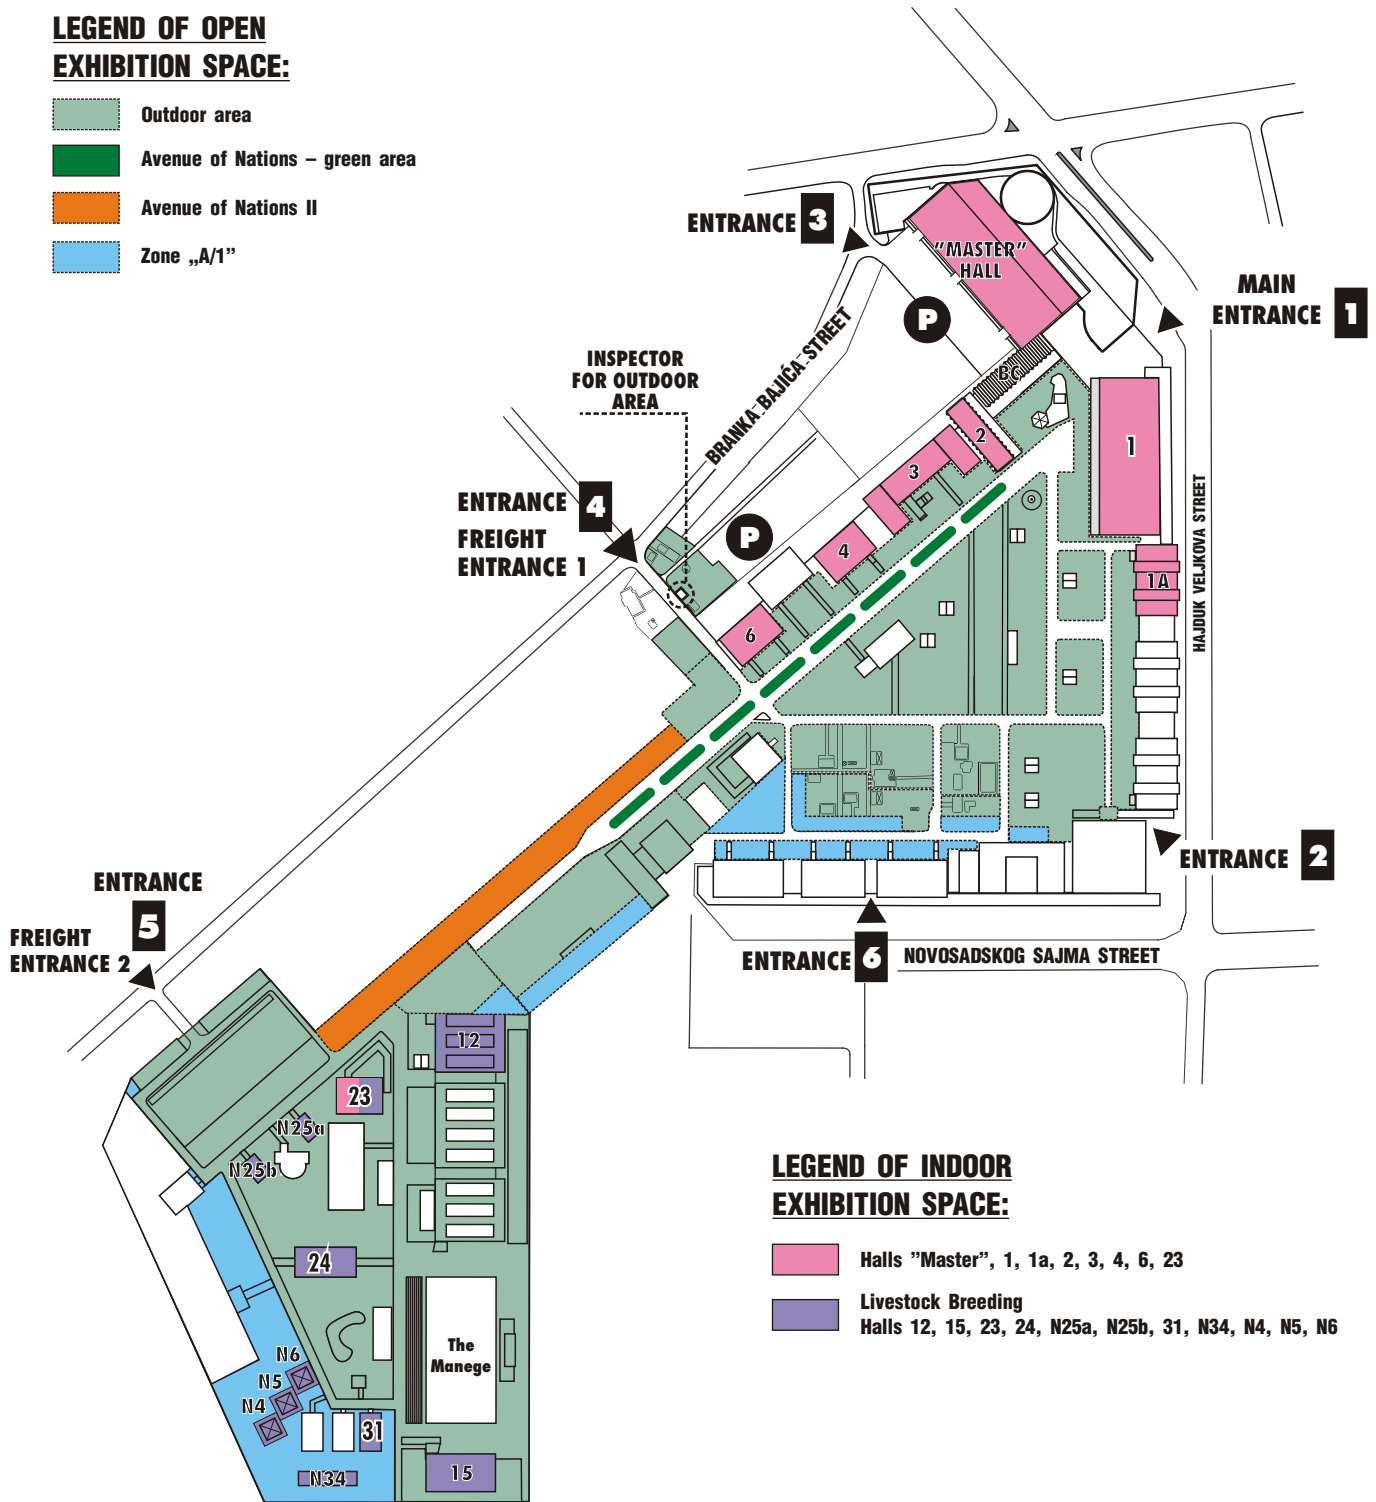 LEGEND OF OPEN
EXHIBITION SPACE:
Outdoor area
Avenue of Nations – green area
Avenue of Nations II
Zone „A/1”
ENTRANCE 3
"MASTER"
HALL
MAIN
ENTRANCE 1
P
BRANKA BAJIĆA STREET
INSPECTOR
FOR OUTDOOR
AREA
BC
2
1
3
HAJDUK VELJKOVA STREET
ENTRANCE 4
FREIGHT
ENTRANCE 1
P
4
1A
6
ENTRANCE 2
ENTRANCE
5
FREIGHT
ENTRANCE 2
ENTRANCE 6
NOVOSADSKOG SAJMA STREET
12
23
N25a
N25b
24
The
Manege
N6
N5
N4
31
N34
15
LEGEND OF INDOOR
EXHIBITION SPACE:
Halls ”Master”, 1, 1a, 2, 3, 4, 6, 23
Livestock Breeding
Halls 12, 15, 23, 24, N25a, N25b, 31, N34, N4, N5, N6